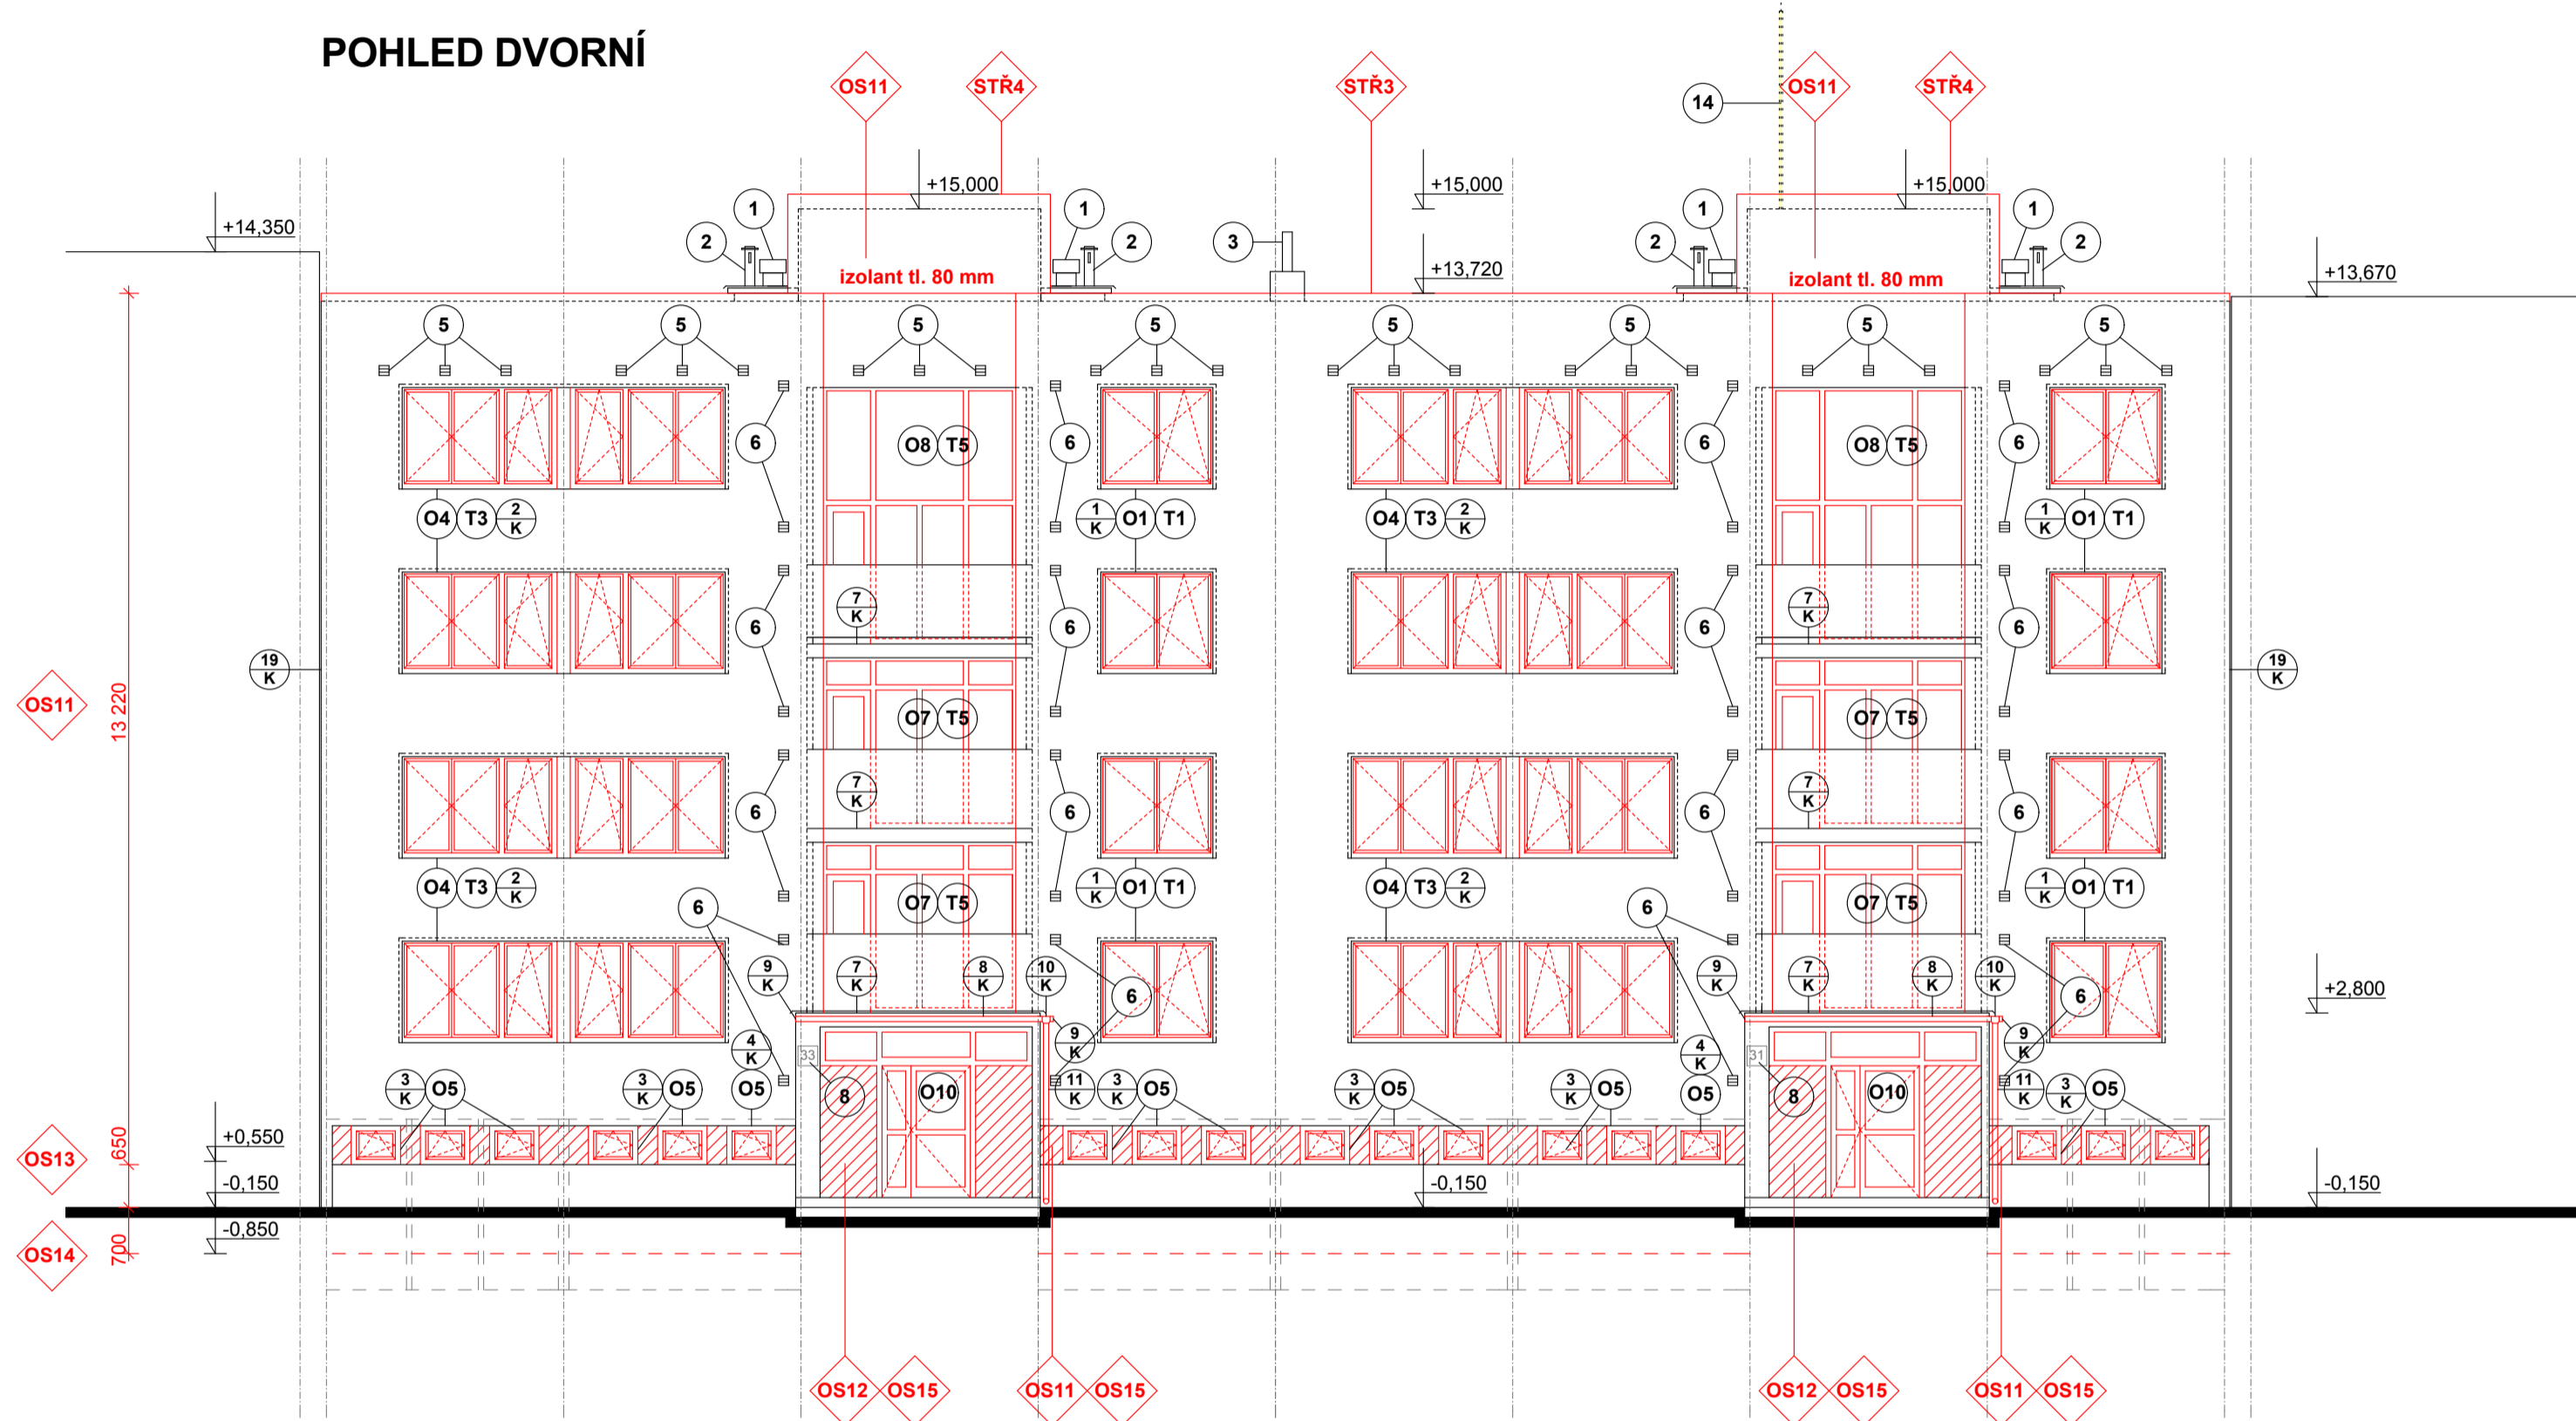 POHLED DVORNÍ
OS11
STŘ4
STŘ3
14
OS11
STŘ4
+14,350
2
1
+15,000
1
2
3
+15,000
+13,720
2
1
+15,000
1
2
+13,670
izolant tl. 80 mm
izolant tl. 80 mm
5 5 5 5 5 5 5 5
6 O8 T5 6 6 O8 T5 6
O4 T3 2/K 1/K O1 T1 O4 T3 2/K 1/K O1 T1
7/K 7/K
6 6 6 6
19/K 19/K
OS11
13 220
O7 T5 O7 T5
7/K 7/K
6 6 6 6
O4 T3 2/K 1/K O1 T1 O4 T3 2/K 1/K O1 T1
6 O7 T5 6 O7 T5
9/K 7/K 8/K 10/K 9/K 7/K 8/K 10/K
6 6
+2,800
4/K 33 9/K 4/K 31 9/K
3/K O5 3/K O5 O5 8 O10 11/K 3/K O5 3/K O5 3/K O5 O5 8 O10 11/K 3/K O5
OS13
650
+0,550
-0,150
-0,150
-0,150
OS14
700
-0,850
OS12 OS15 OS11 OS15 OS12 OS15 OS11 OS15